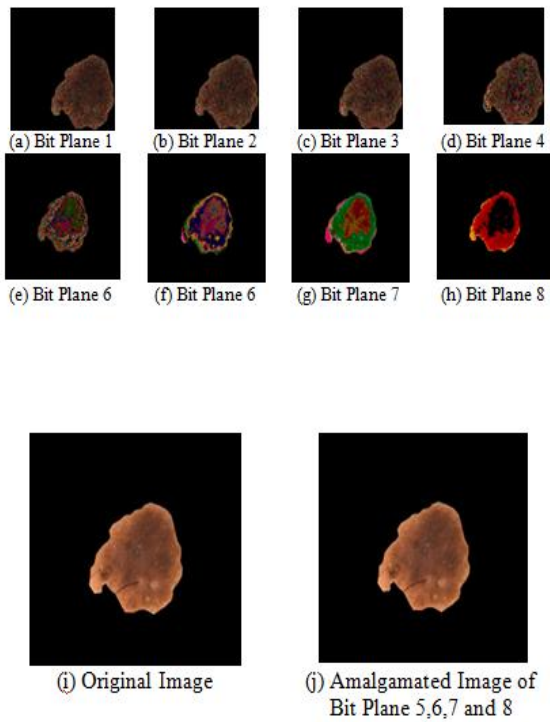 (a) Bit Plane 1
(b) Bit Plane 2
(c) Bit Plane 3
(d) Bit Plane 4
(e) Bit Plane 6
(f) Bit Plane 6
(g) Bit Plane 7
(h) Bit Plane 8
(i) Original Image
(j) Amalgamated Image of
Bit Plane 5,6,7 and 8